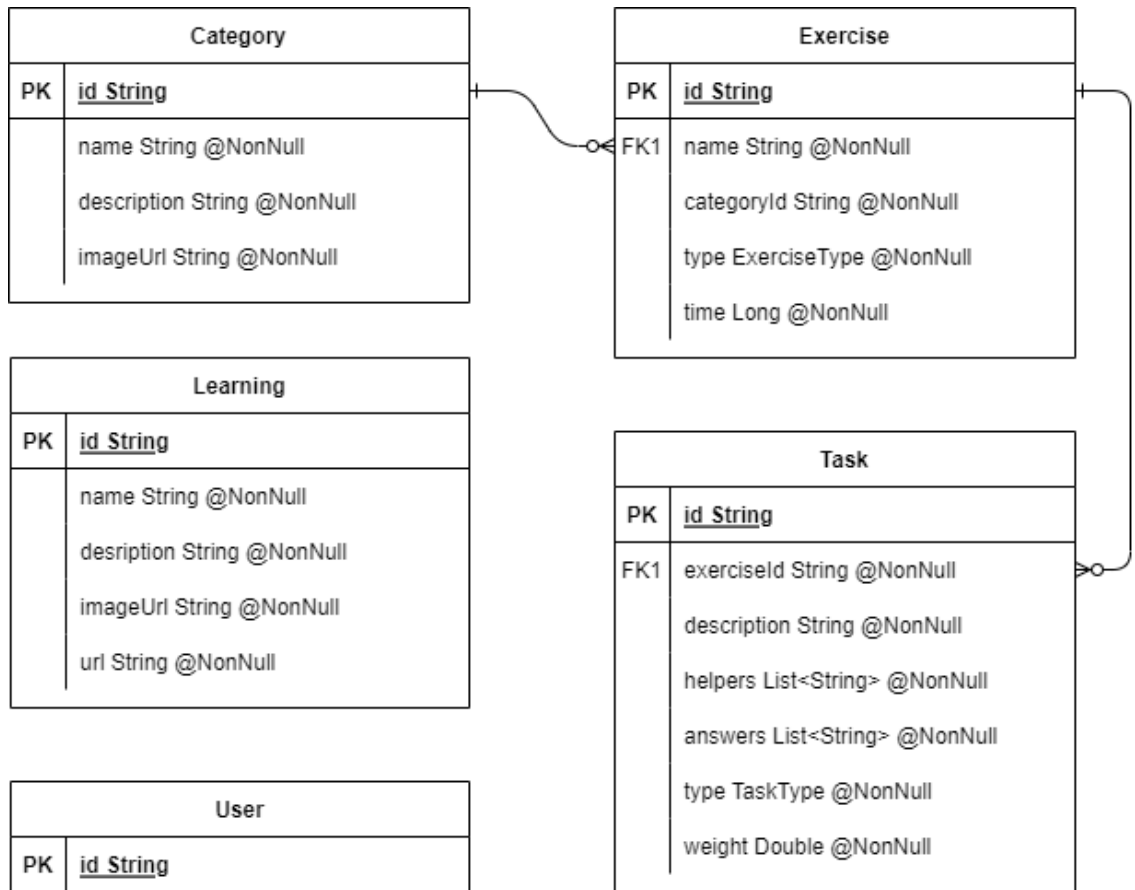 Category
PK id String
name String @NonNull
description String @NonNull
imageUrl String @NonNull
Exercise
PK id String
FK1 name String @NonNull
categoryId String @NonNull
type ExerciseType @NonNull
time Long @NonNull
Learning
PK id String
name String @NonNull
desription String @NonNull
imageUrl String @NonNull
url String @NonNull
Task
PK id String
FK1 exerciseId String @NonNull
description String @NonNull
helpers List<String> @NonNull
answers List<String> @NonNull
type TaskType @NonNull
weight Double @NonNull
User
PK id String